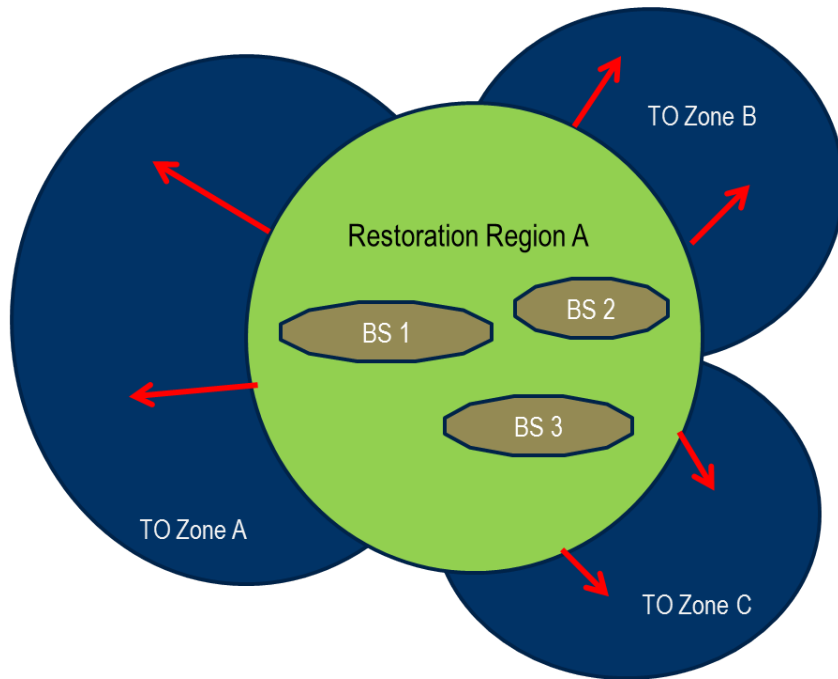 TO Zone B
Restoration Region A
BS 2
BS 1
BS 3
TO Zone A
TO Zone C